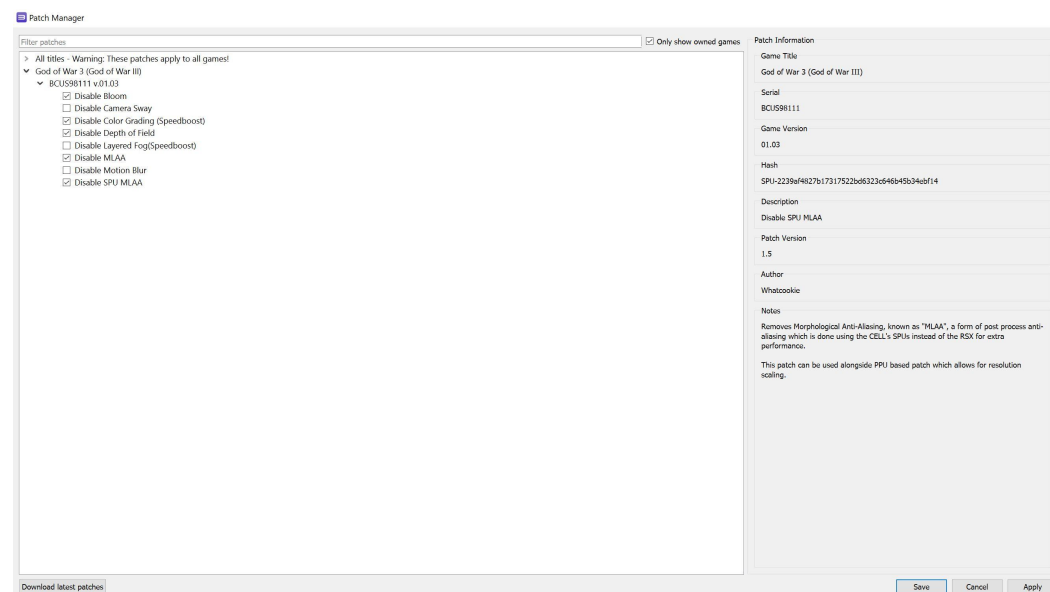 Patch Manager
Filter patches
Only show owned games
All titles - Warning: These patches apply to all games!
God of War 3 (God of War III)
BCUS98111 v.01.03
Disable Bloom
Disable Camera Sway
Disable Color Grading (Speedboost)
Disable Depth of Field
Disable Layered Fog(Speedboost)
Disable MLAA
Disable Motion Blur
Disable SPU MLAA
Patch Information
Game Title
God of War 3 (God of War III)
Serial
BCUS98111
Game Version
01.03
Hash
SPU-2239af4827b17317522bd6323c646b45b34ebf14
Description
Disable SPU MLAA
Patch Version
1.5
Author
Whatcookie
Notes
Removes Morphological Anti-Aliasing, known as "MLAA", a form of post process anti-
aliasing which is done using the CELL's SPUs instead of the RSX for extra
performance.
This patch can be used alongside PPU based patch which allows for resolution
scaling.
Download latest patches
Save
Cancel
Apply